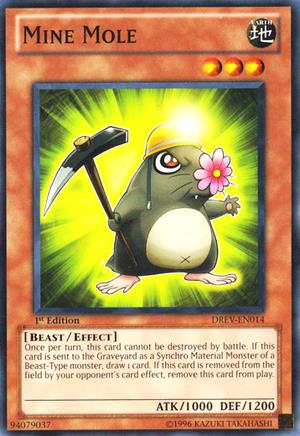 MINE MOLE
EARTH
地
1st Edition
DREV-EN014
[BEAST / EFFECT]
Once per turn, this card cannot be destroyed by battle. If
this card is sent to the Graveyard as a Synchro Material Monster of
a Beast-Type monster, draw 1 card. If this card is removed from the
field by your opponent's card effect, remove this card from play.
ATK/1000 DEF/1200
94079037
©1996 KAZUKI TAKAHASHI